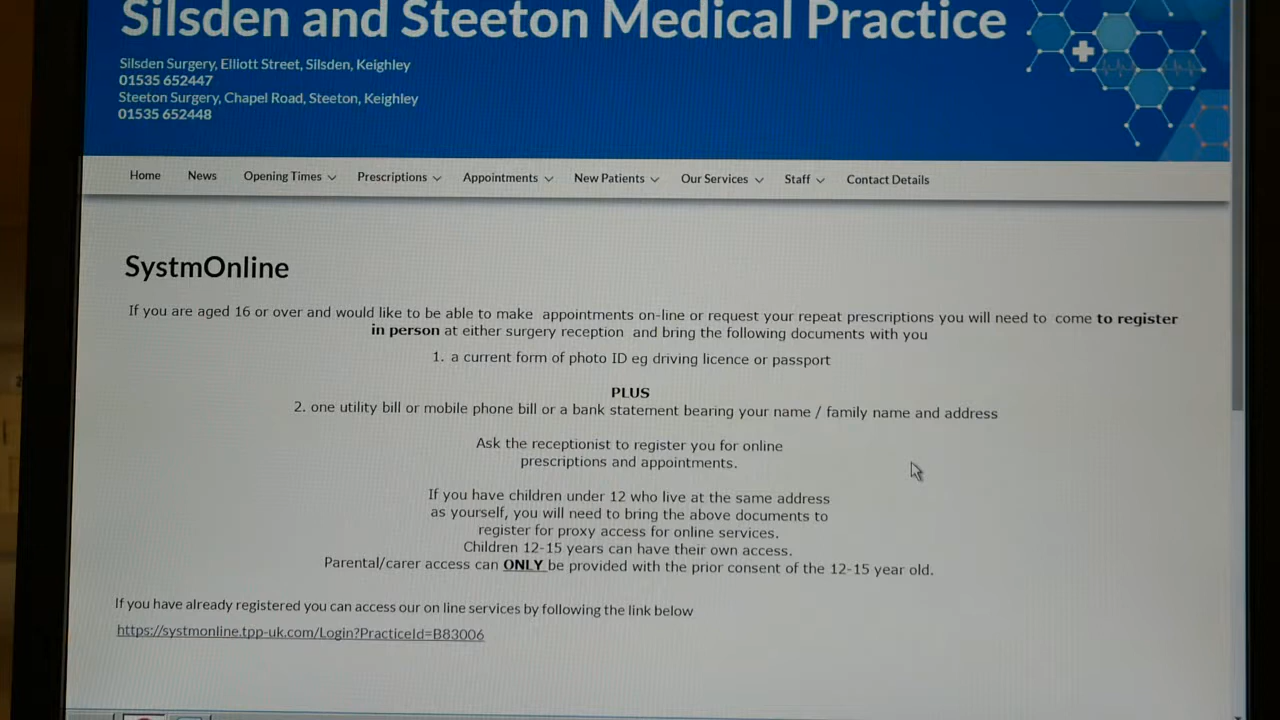 Silsden and Steeton Medical Practice
Silsden Surgery, Elliott Street, Silsden, Keighley
01535 652447
Steeton Surgery, Chapel Road, Steeton, Keighley
01535 652448
Home News Opening Times Prescriptions Appointments New Patients Our Services Staff Contact Details
SystmOnline
If you are aged 16 or over and would like to be able to make appointments on-line or request your repeat prescriptions you will need to come to register
in person at either surgery reception and bring the following documents with you
1. a current form of photo ID eg driving licence or passport
PLUS
2. one utility bill or mobile phone bill or a bank statement bearing your name / family name and address
Ask the receptionist to register you for online
prescriptions and appointments.
If you have children under 12 who live at the same address
as yourself, you will need to bring the above documents to
register for proxy access for online services.
Children 12-15 years can have their own access.
Parental/carer access can ONLY be provided with the prior consent of the 12-15 year old.
If you have already registered you can access our on line services by following the link below
https://systmonline.tpp-uk.com/Login?PracticeId=B83006